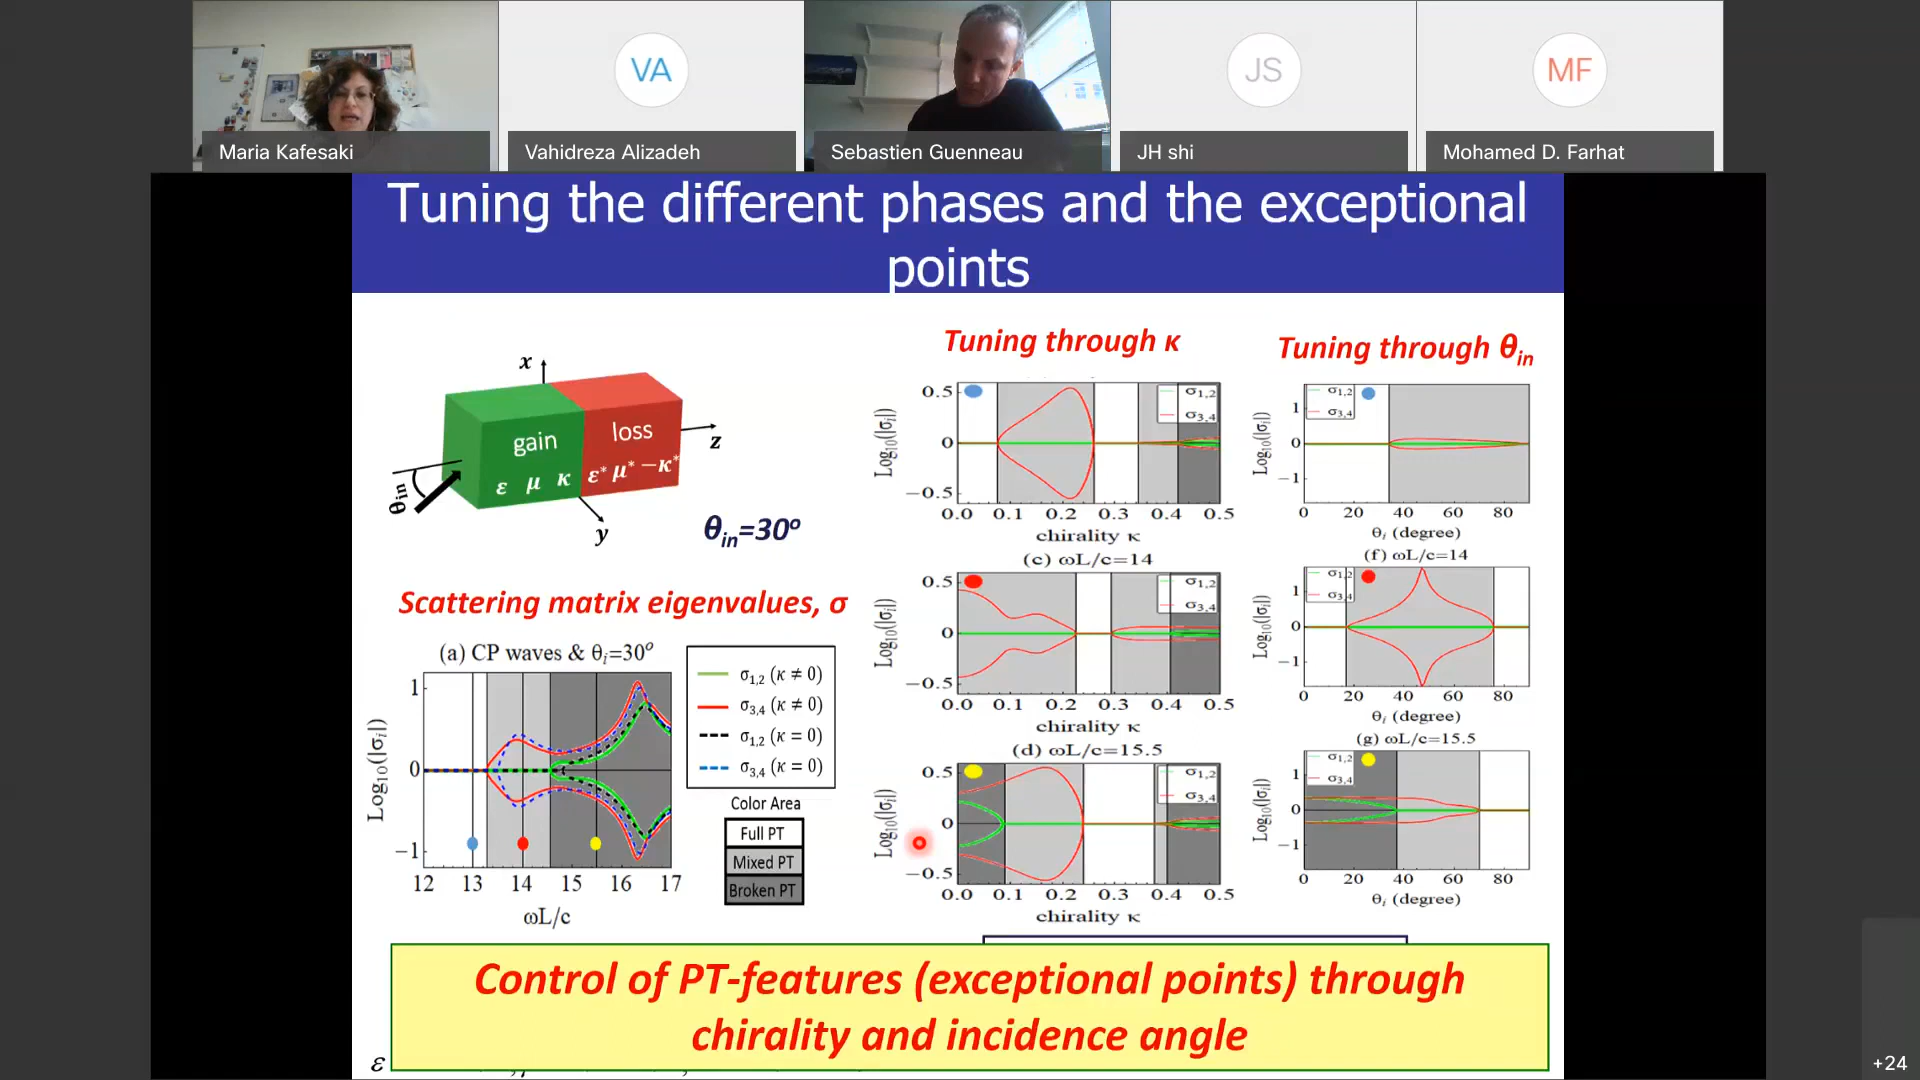 VA
JS
MF
Maria Kafesaki
Vahidreza Alizadeh
Sebastien Guenneau
JH shi
Mohamed D. Farhat
Tuning the different phases and the exceptional
points
Tuning through κ
Tuning through θin
x
gain
loss
ε μ κ
ε* μ* −κ*
z
y
θin
θin=30°
Scattering matrix eigenvalues, σ
(a) CP waves & θi=30°
Log10(|σi|)
1
0
−1
12 13 14 15 16 17
ωL/c
σ1,2 (κ ≠ 0)
σ3,4 (κ ≠ 0)
σ1,2 (κ = 0)
σ3,4 (κ = 0)
Color Area
Full PT
Mixed PT
Broken PT
Log10(|σi|)
0.5
0
−0.5
σ1,2
σ3,4
0.0 0.1 0.2 0.3 0.4 0.5
chirality κ
(c) ωL/c=14
Log10(|σi|)
0.5
0
−0.5
σ1,2
σ3,4
0.0 0.1 0.2 0.3 0.4 0.5
chirality κ
(d) ωL/c=15.5
Log10(|σi|)
0.5
0
−0.5
σ1,2
σ3,4
0.0 0.1 0.2 0.3 0.4 0.5
chirality κ
Log10(|σi|)
1
0
−1
σ1,2
σ3,4
0 20 40 60 80
θi (degree)
(f) ωL/c=14
Log10(|σi|)
1
0
−1
σ1,2
σ3,4
0 20 40 60 80
θi (degree)
(g) ωL/c=15.5
Log10(|σi|)
1
0
−1
σ1,2
σ3,4
0 20 40 60 80
θi (degree)
Control of PT-features (exceptional points) through
chirality and incidence angle
ε
+24